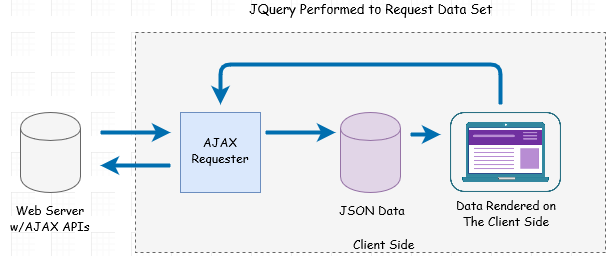 JQuery Performed to Request Data Set
AJAX
Requester
Web Server
w/AJAX APIs
JSON Data
Data Rendered on
The Client Side
Client Side